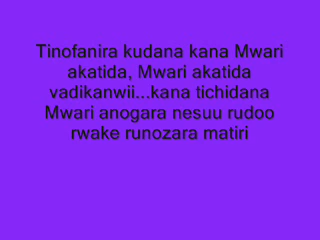 Tinofanira kudana kana Mwari
akatida, Mwari akatida
vadikanwii...kana tichidana
Mwari anogara nesuu rudoo
rwake runozara matiri